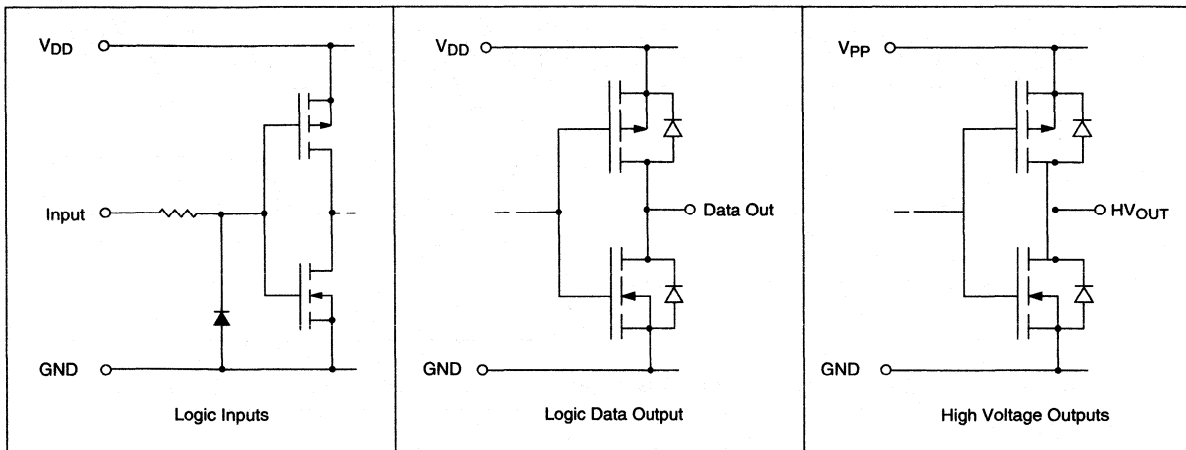 VDD
Input
GND
Logic Inputs
VDD
Data Out
GND
Logic Data Output
VPP
HVOUT
GND
High Voltage Outputs